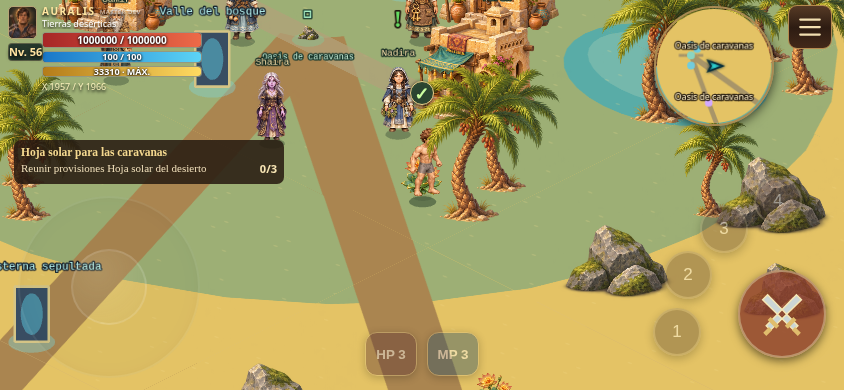 AURALIS
Valle del bosque
Tierras desérticas
1000000 / 1000000
Nv. 56
100 / 100
33310 · MAX.
X 1957 / Y 1966
Oasis de caravanas
Shaira
Nadira
!
✓
Oasis de caravanas
Oasis de caravanas
Hoja solar para las caravanas
Reunir provisiones Hoja solar del desierto
0/3
sterna sepultada
4
3
2
1
HP 3
MP 3